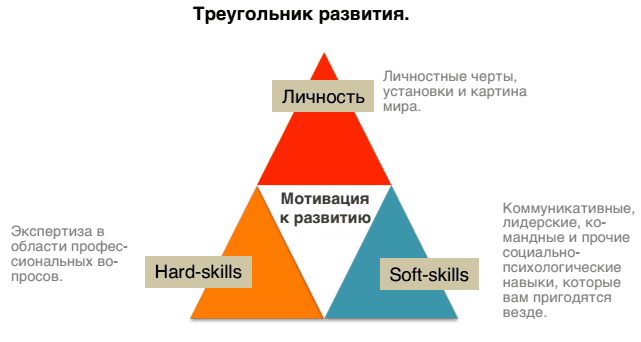 Треугольник развития.
Личность
Личностные черты,
установки и картина
мира.
Мотивация
к развитию
Экспертиза в
области профес-
сиональных во-
просов.
Hard-skills
Soft-skills
Коммуникативные,
лидерские, ко-
мандные и прочие
социально-
психологические
навыки, которые
вам пригодятся
везде.